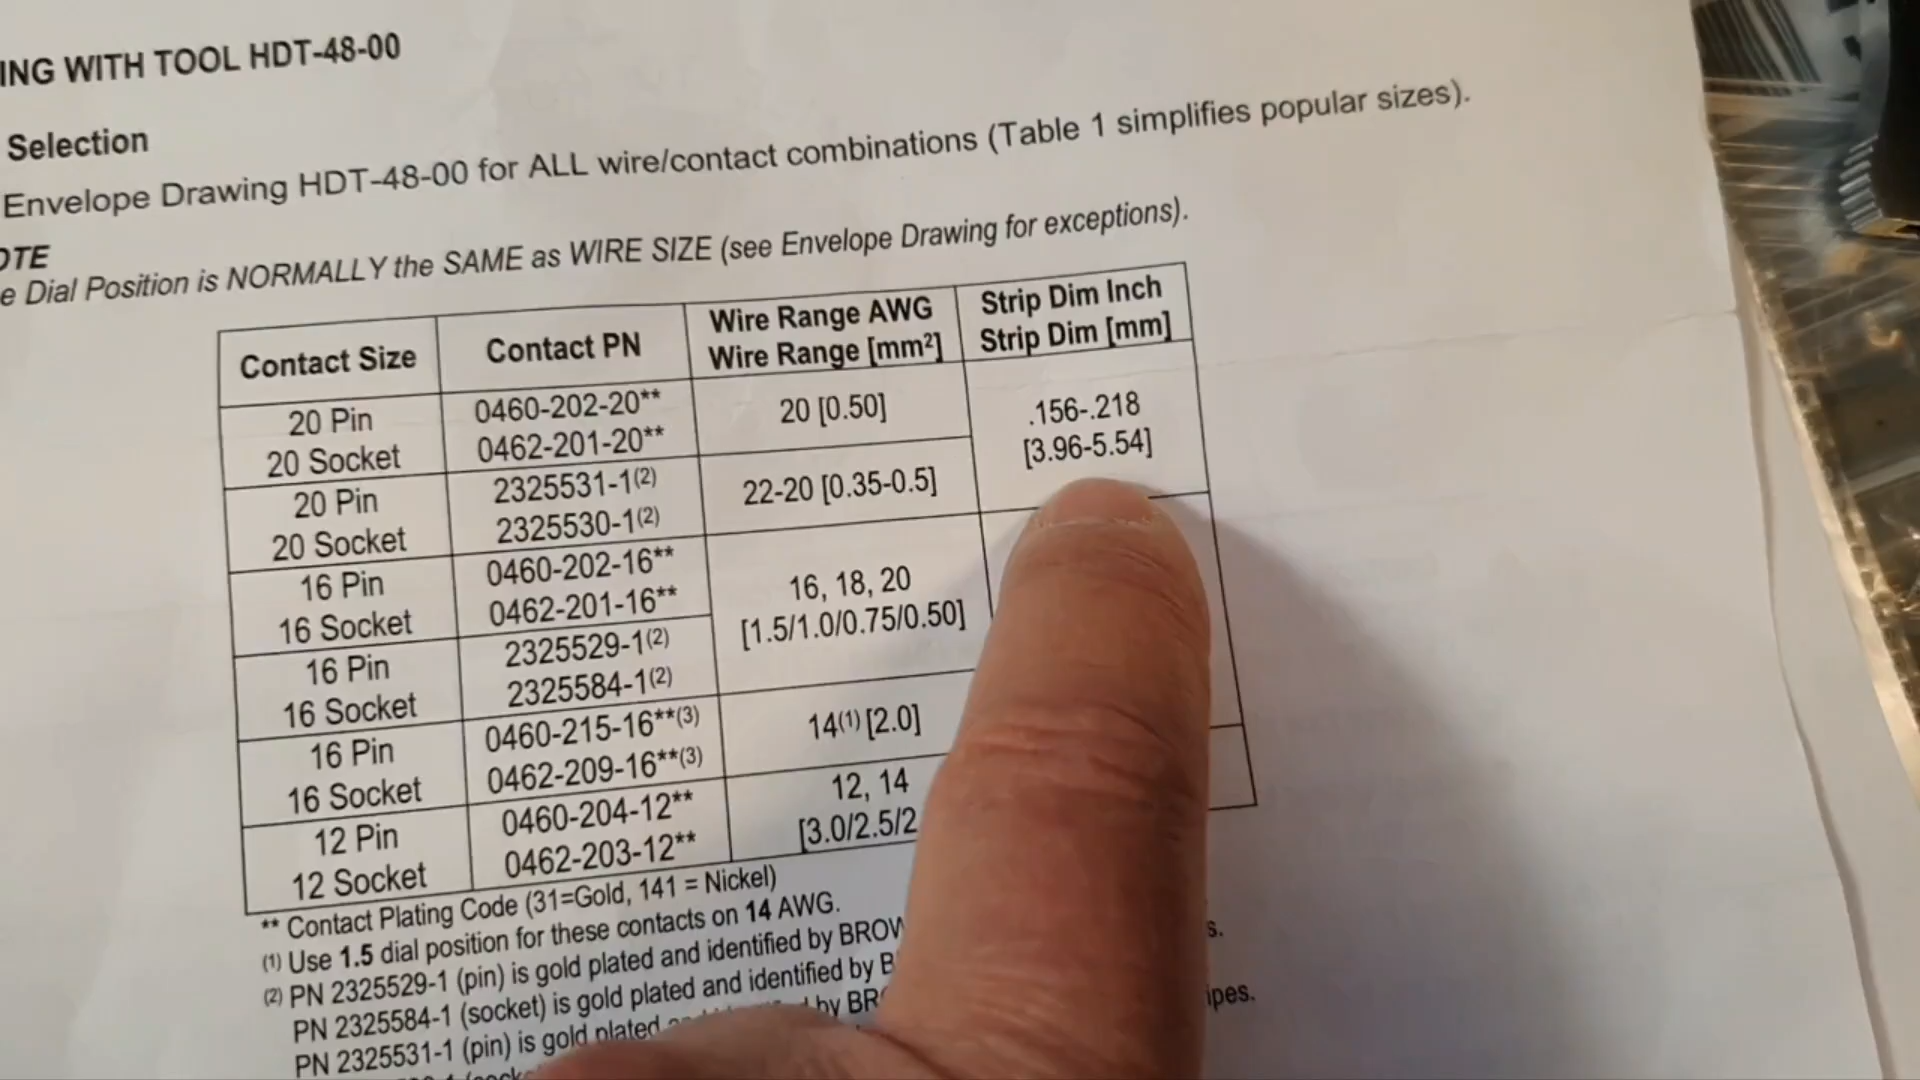 ING WITH TOOL HDT-48-00
Selection
Envelope Drawing HDT-48-00 for ALL wire/contact combinations (Table 1 simplifies popular sizes).
OTE
e Dial Position is NORMALLY the SAME as WIRE SIZE (see Envelope Drawing for exceptions).
Contact Size
Contact PN
Wire Range AWG
Wire Range [mm²]
Strip Dim Inch
Strip Dim [mm]
20 Pin
20 Socket
0460-202-20**
0462-201-20**
20 [0.50]
.156-.218
[3.96-5.54]
20 Pin
20 Socket
2325531-1(2)
2325530-1(2)
22-20 [0.35-0.5]
16 Pin
16 Socket
0460-202-16**
0462-201-16**
16, 18, 20
[1.5/1.0/0.75/0.50]
16 Pin
16 Socket
2325529-1(2)
2325584-1(2)
16 Pin
16 Socket
0460-215-16**(3)
0462-209-16**(3)
14(1) [2.0]
12 Pin
12 Socket
0460-204-12**
0462-203-12**
12, 14
[3.0/2.5/2
** Contact Plating Code (31=Gold, 141 = Nickel)
(1) Use 1.5 dial position for these contacts on 14 AWG.
(2) PN 2325529-1 (pin) is gold plated and identified by BROW s.
PN 2325584-1 (socket) is gold plated and identified by B
PN 2325531-1 (pin) is gold plated by BRO ipes.